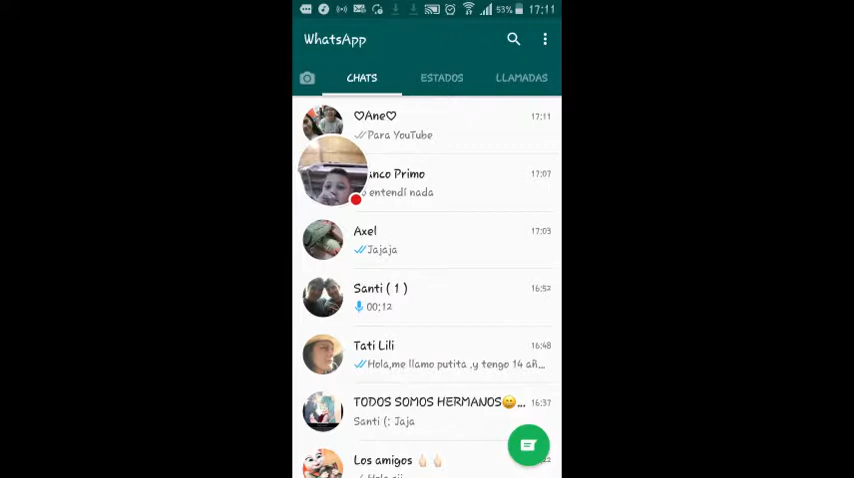 53% 17:11
WhatsApp
CHATS ESTADOS LLAMADAS
♡Ane♡ 17:11
Para YouTube
Primo 17:07
entendí nada
Axel 17:03
Jajaja
Santi ( 1 ) 16:52
00:12
Tati Lili 16:48
Hola,me llamo putita .y tengo 14 añ...
TODOS SOMOS HERMANOS😀... 16:37
Santi (: Jaja
Los amigos 👆🏻 👆🏻